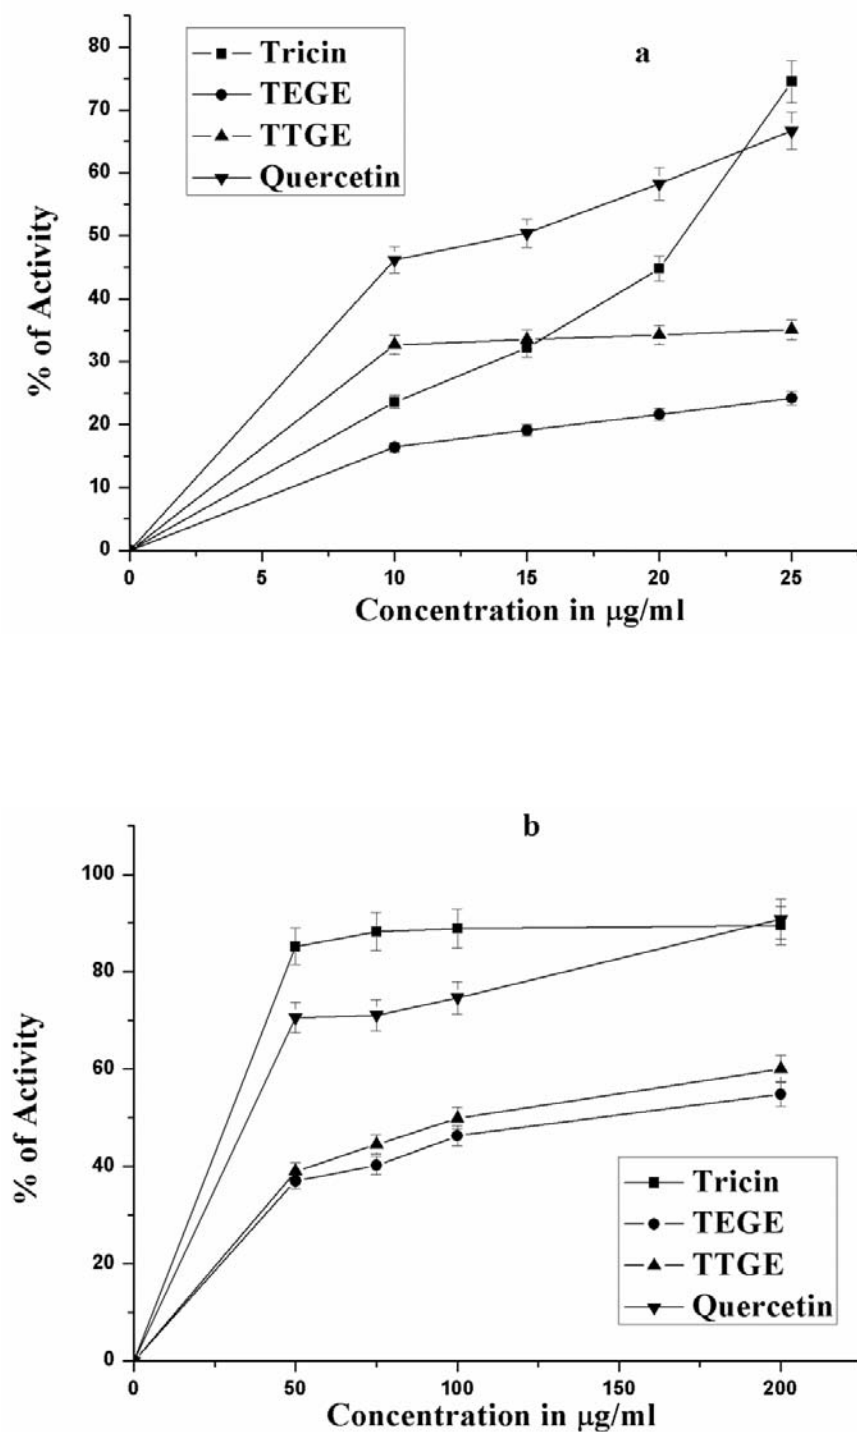 a
Tricin
TEGE
TTGE
Quercetin
80
70
60
50
40
30
20
10
0
% of Activity
0 5 10 15 20 25
Concentration in μg/ml
b
100
80
60
40
20
0
% of Activity
Tricin
TEGE
TTGE
Quercetin
0 50 100 150 200
Concentration in μg/ml